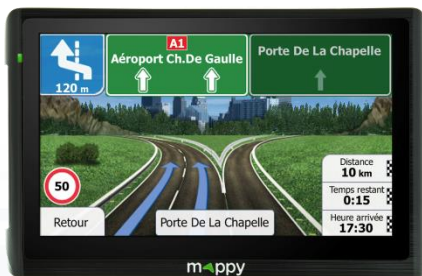 A1
Aéroport Ch.De Gaulle
Porte De La Chapelle
120 m
50
Distance
10 km
Temps restant
0:15
Heure arrivée
17:30
Retour
Porte De La Chapelle
mappy